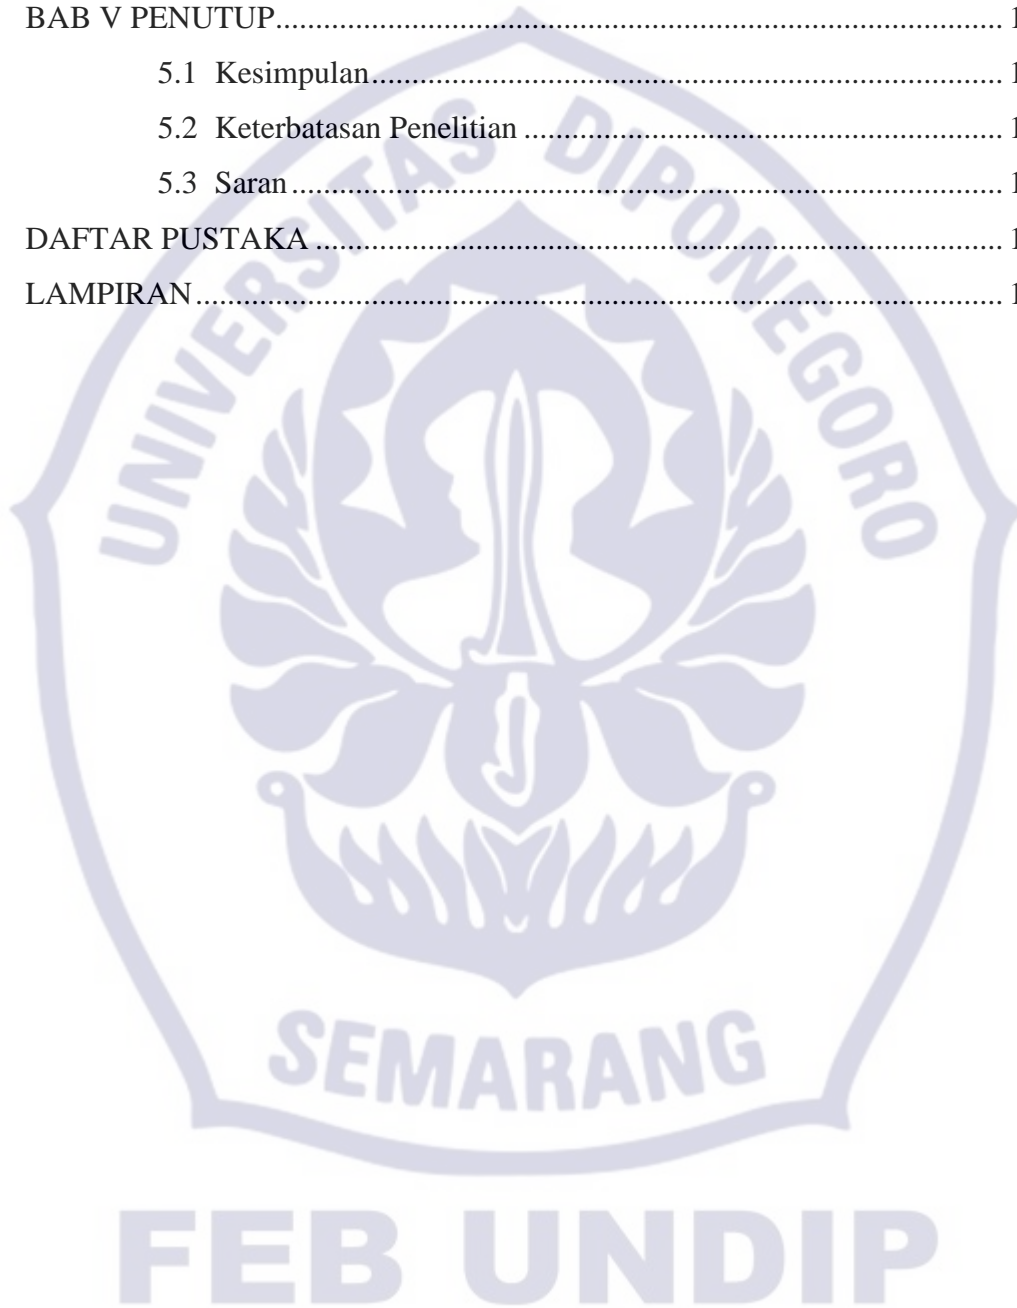 BAB V PENUTUP................................................................................................ 1
5.1 Kesimpulan.................................................................................... 1
5.2 Keterbatasan Penelitian ............................................................... 1
5.3 Saran .............................................................................................. 1
DAFTAR PUSTAKA .......................................................................................... 1
LAMPIRAN......................................................................................................... 1
UNIVERSITAS DIPONEGORO
SEMARANG
FEB UNDIP